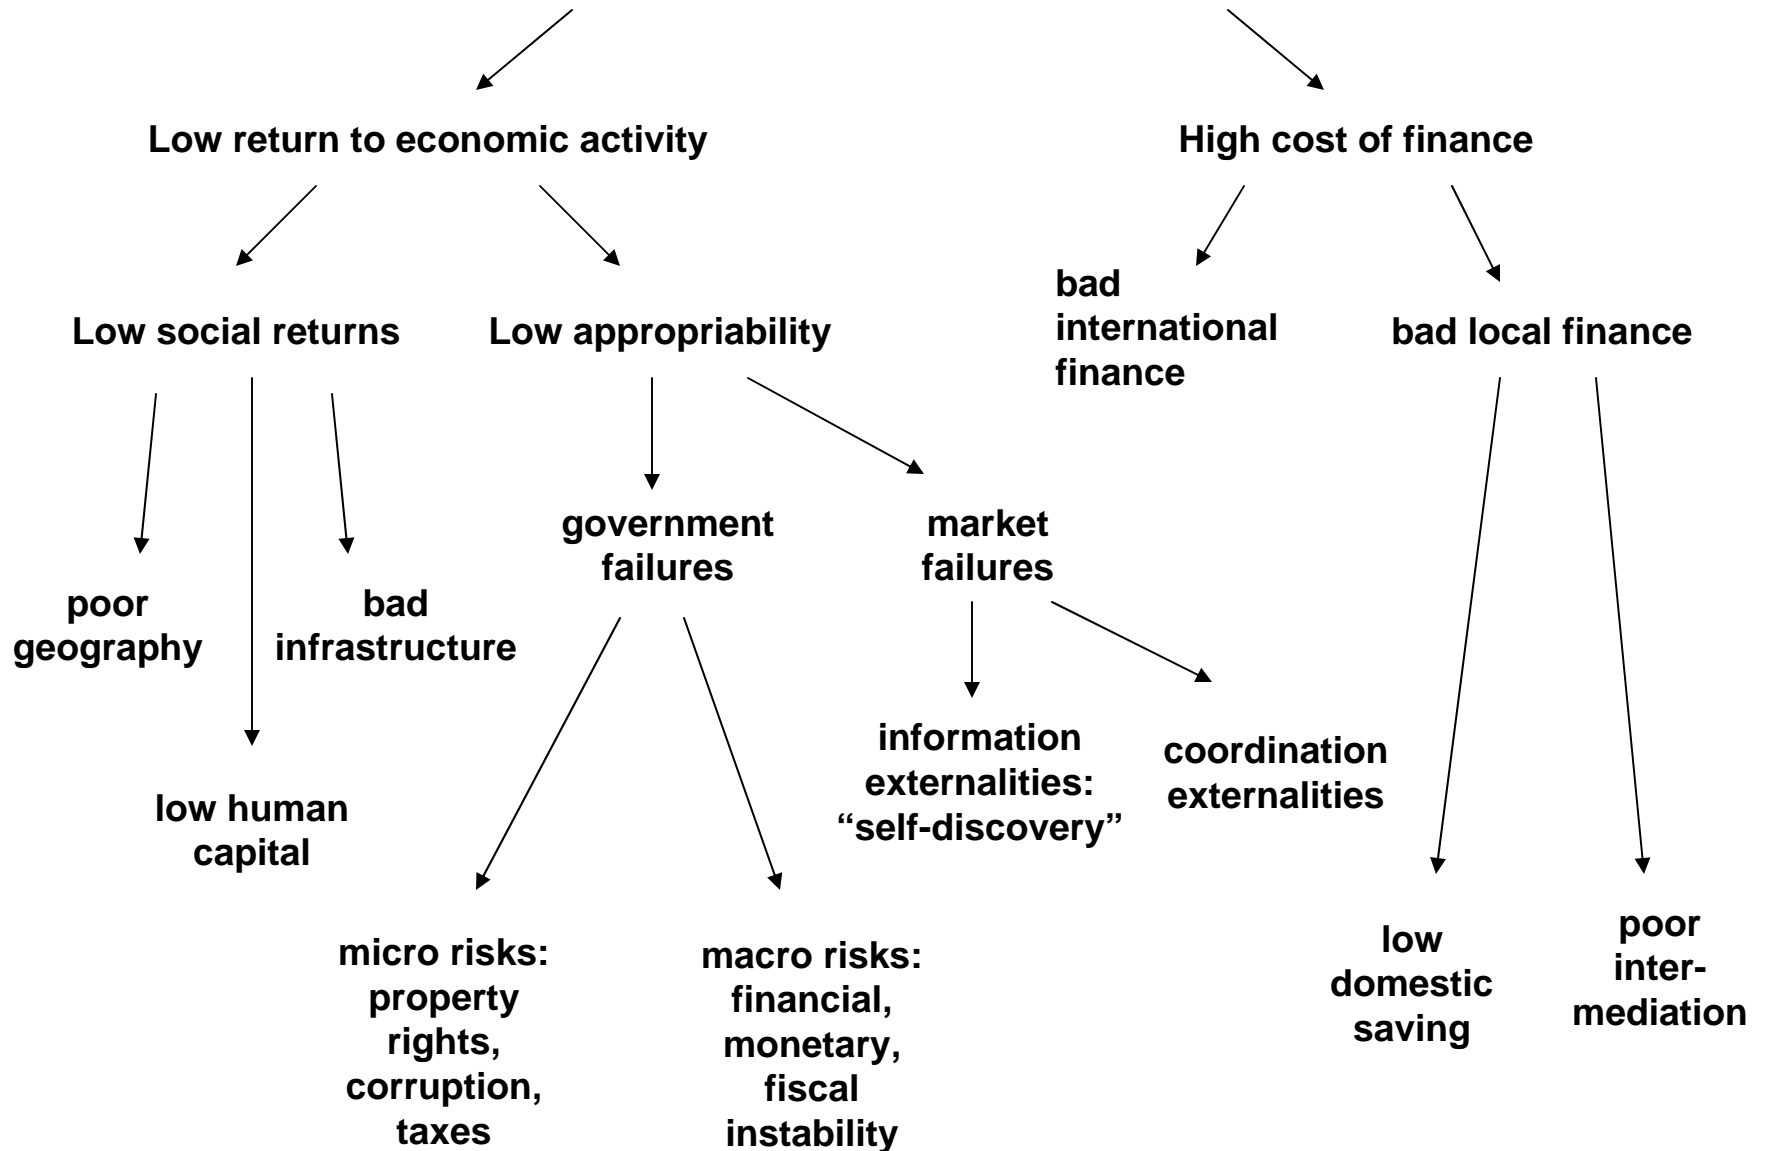 Low return to economic activity
High cost of finance
Low social returns
Low appropriability
bad
international
finance
bad local finance
government
failures
market
failures
poor
geography
bad
infrastructure
low human
capital
information
externalities:
“self-discovery”
coordination
externalities
micro risks:
property
rights,
corruption,
taxes
macro risks:
financial,
monetary,
fiscal
instability
low
domestic
saving
poor
inter-
mediation